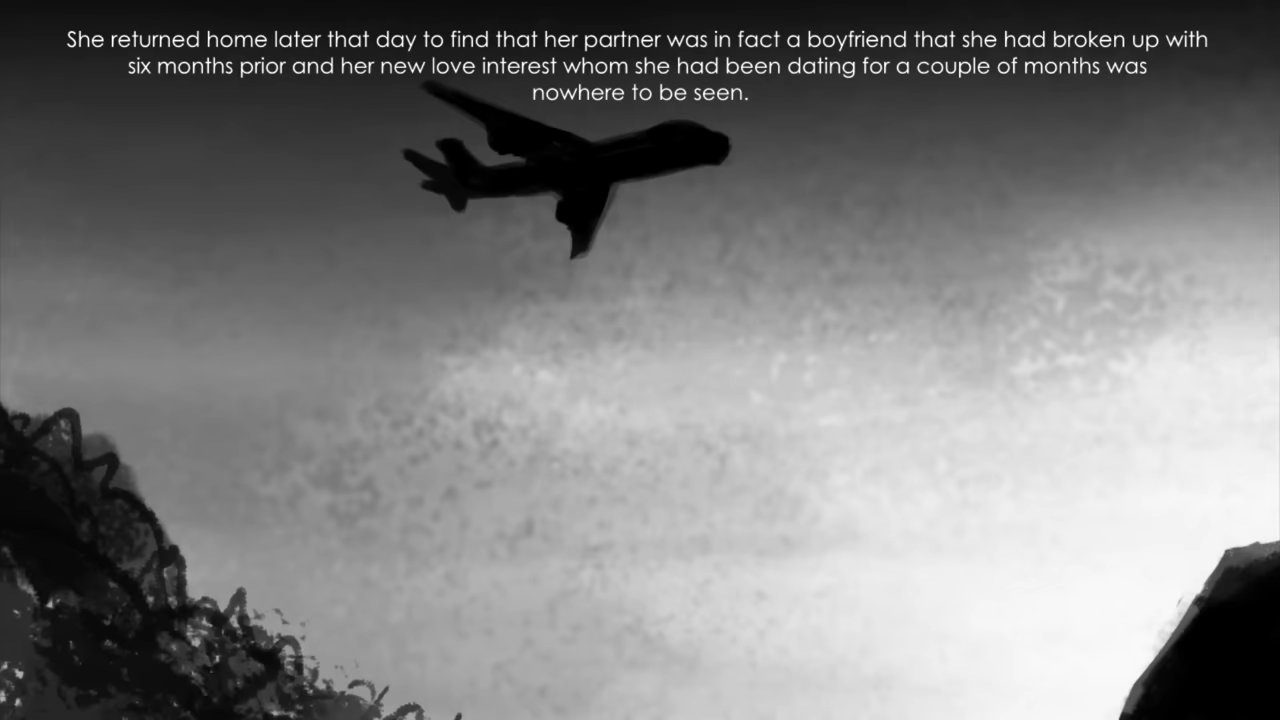 She returned home later that day to find that her partner was in fact a boyfriend that she had broken up with
six months prior and her new love interest whom she had been dating for a couple of months was
nowhere to be seen.